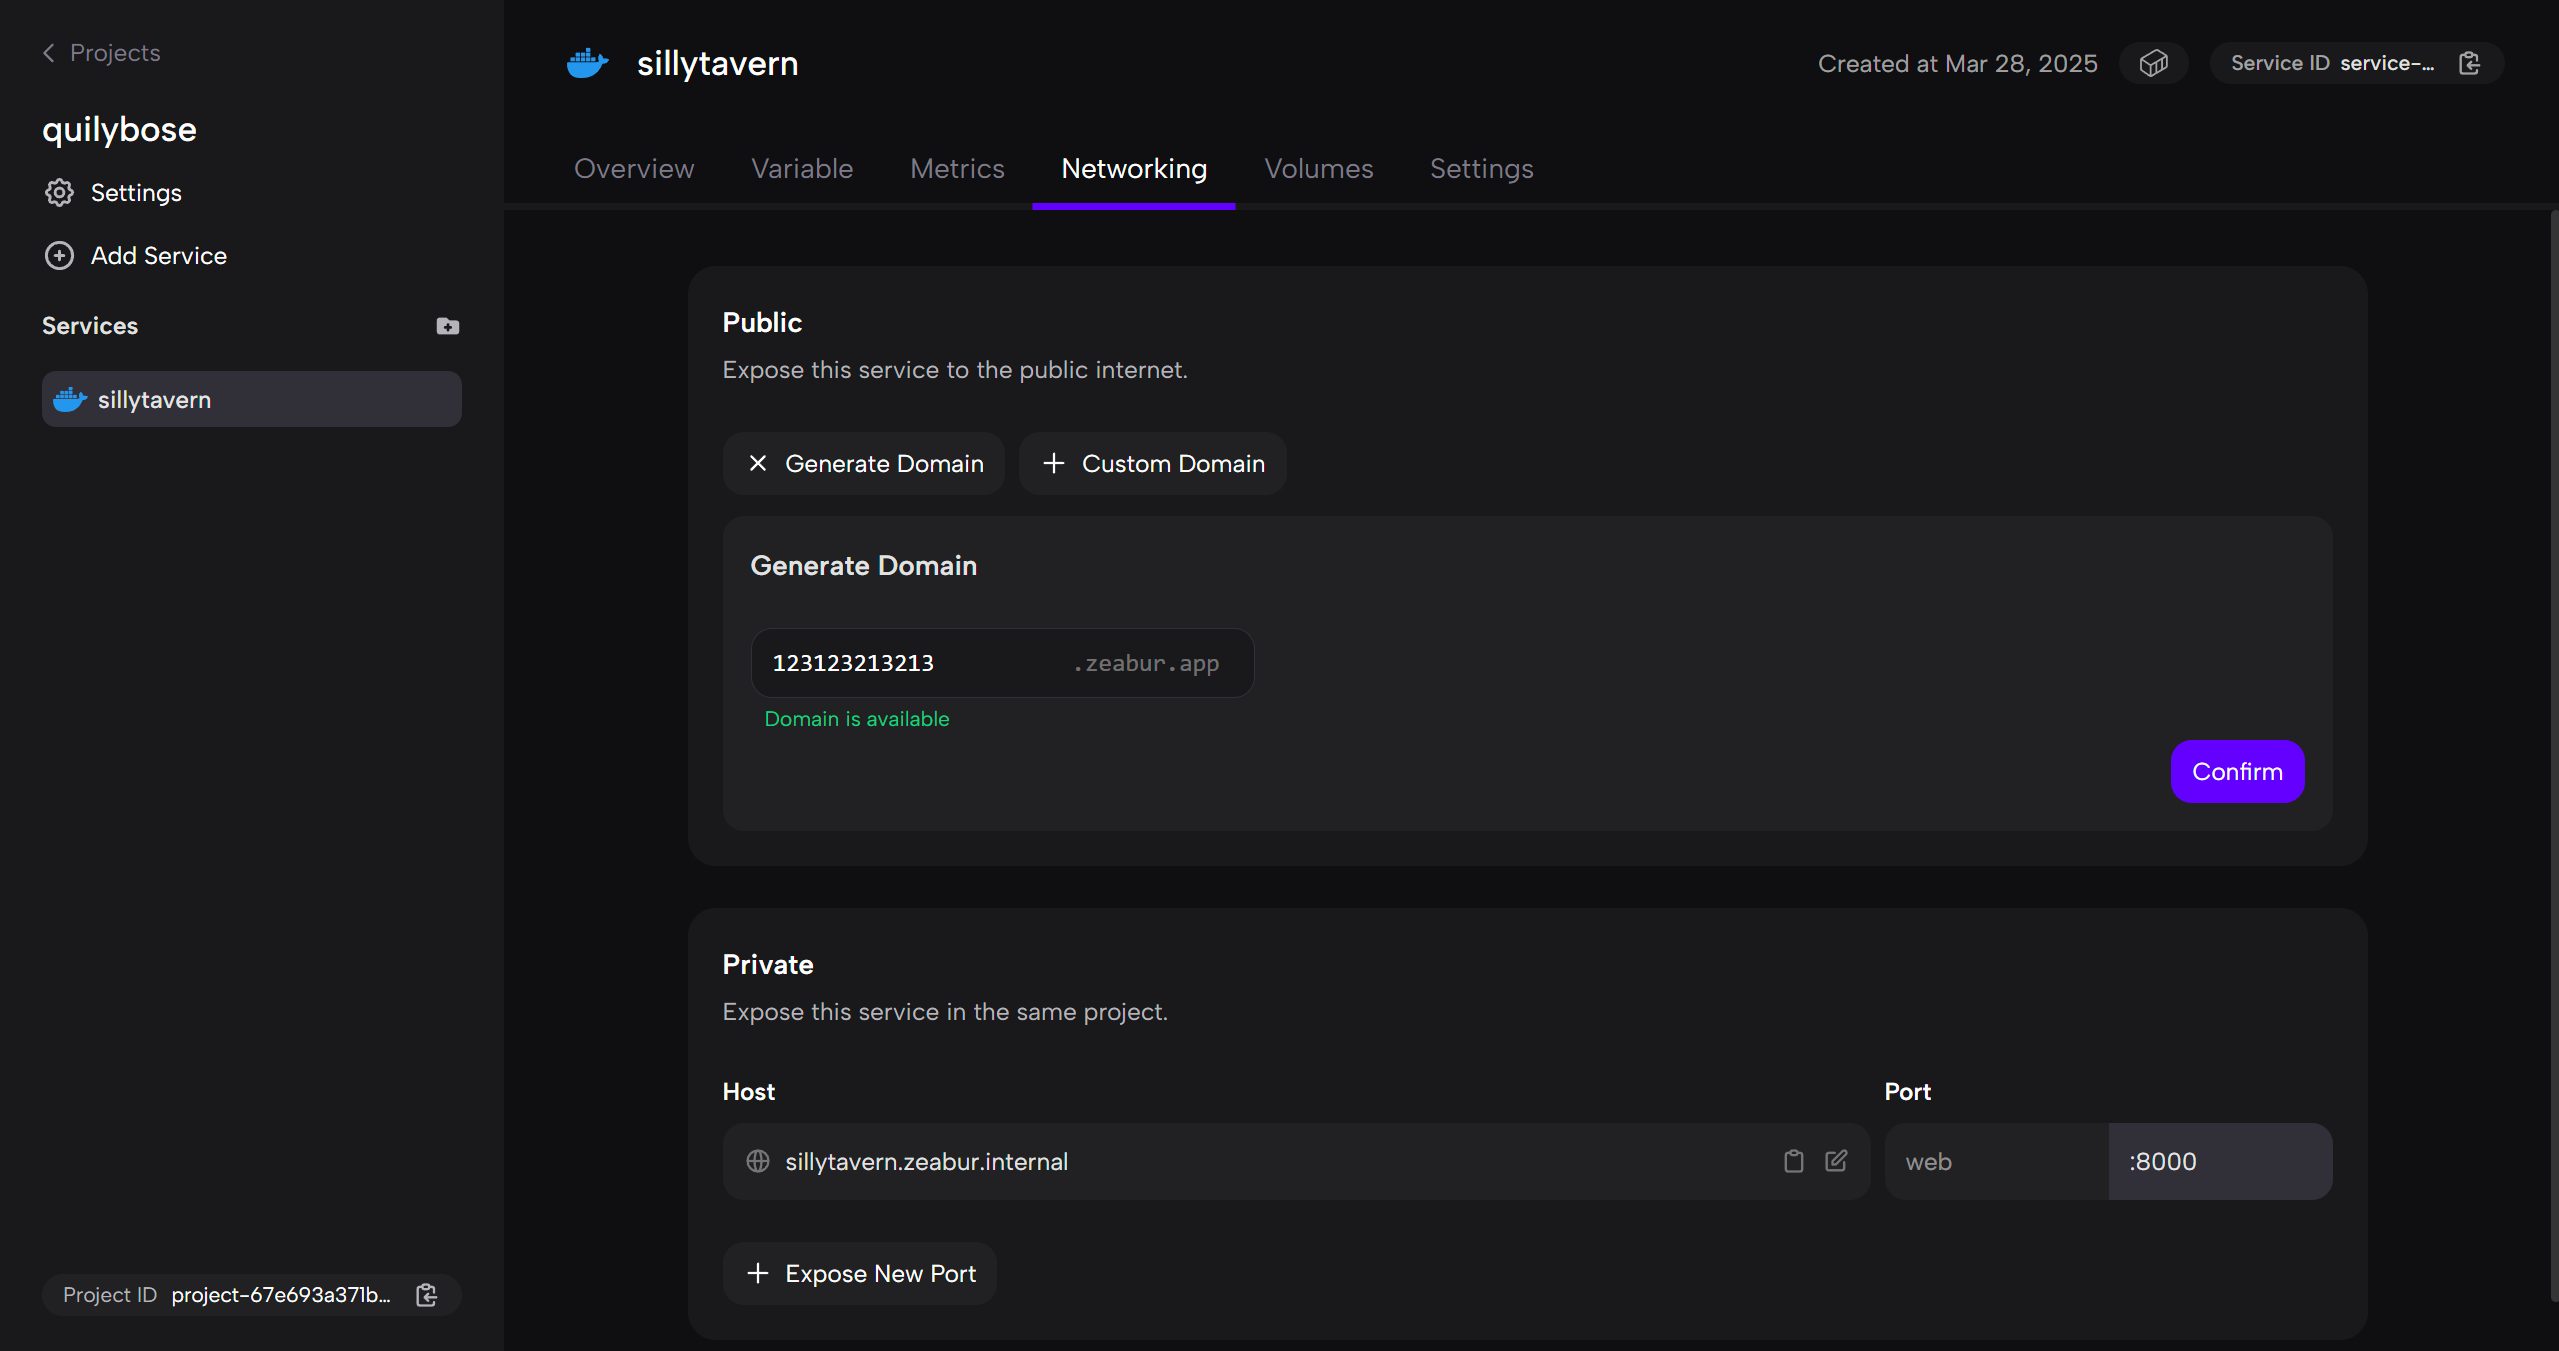 Projects
quilybose
Settings
Add Service
Services
sillytavern
Project ID project-67e693a371b...
sillytavern
Created at Mar 28, 2025
Service ID service-...
Overview Variable Metrics Networking Volumes Settings
Public
Expose this service to the public internet.
Generate Domain
Custom Domain
Generate Domain
123123213213 .zeabur.app
Domain is available
Confirm
Private
Expose this service in the same project.
Host Port
sillytavern.zeabur.internal web :8000
Expose New Port